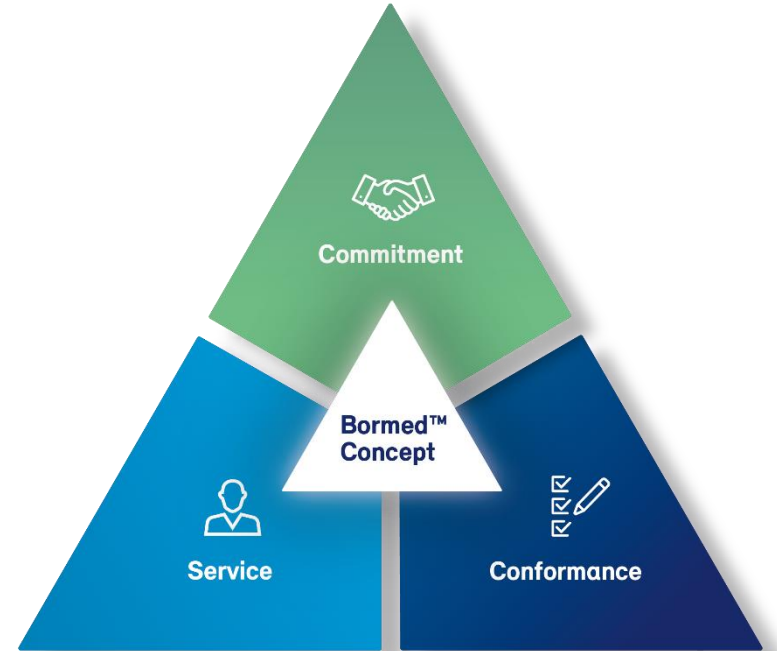 Commitment
Bormed™
Concept
Service
Conformance